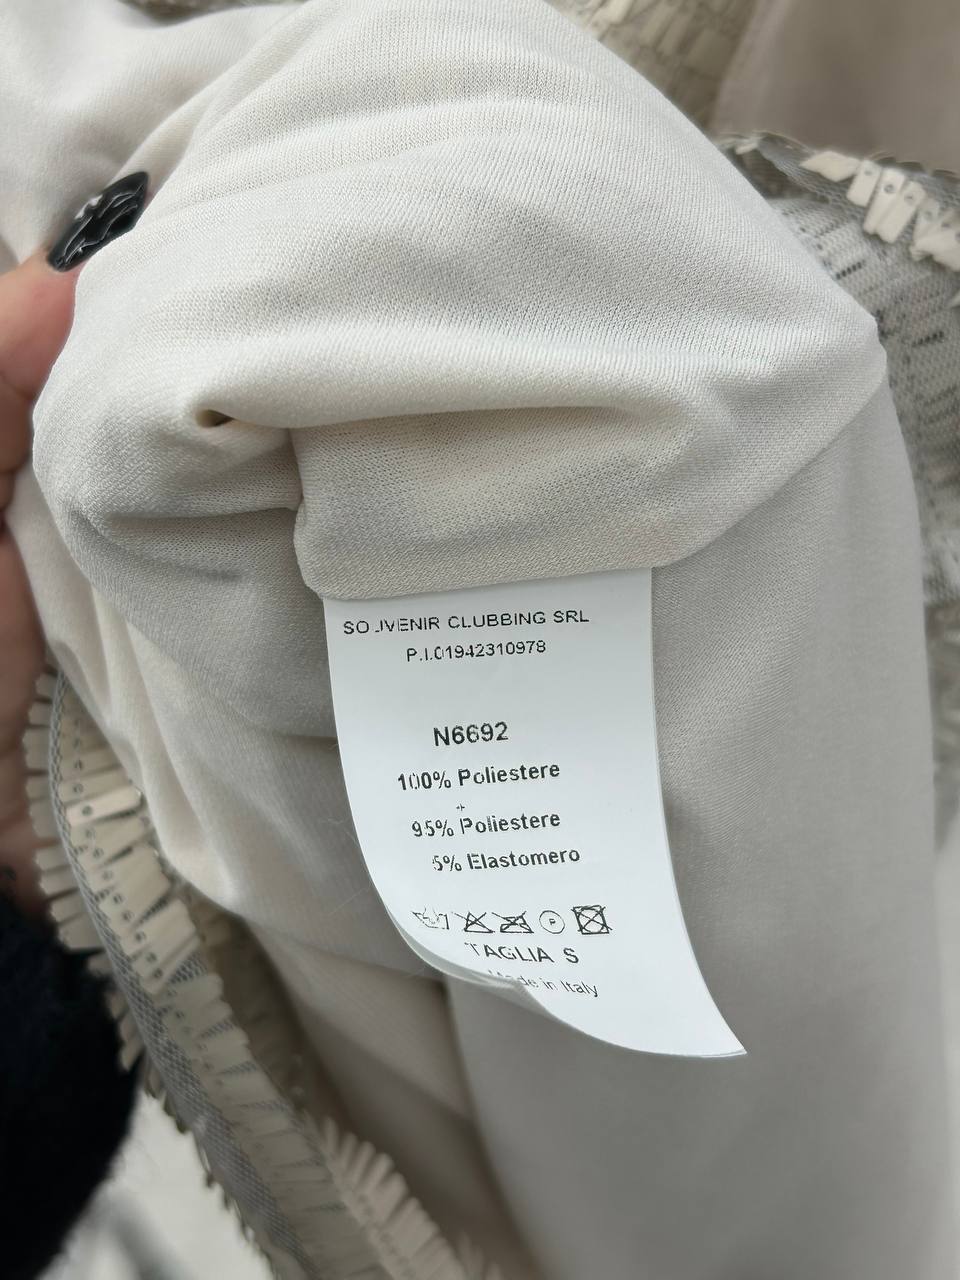 SOUVENIR CLUBBING SRL
P.I.01942310978
N6692
100% Poliestere
+
95% Poliestere
5% Elastomero
P
TAGLIA S
Made in Italy